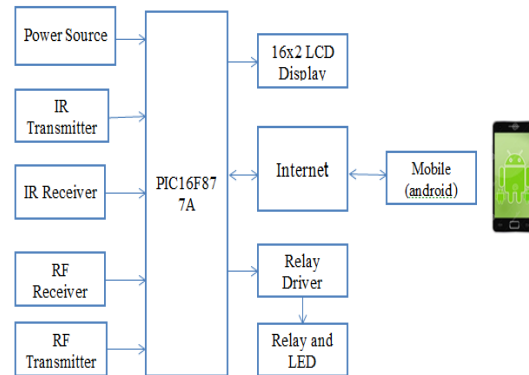 Power Source
IR
Transmitter
IR Receiver
RF
Receiver
RF
Transmitter
PIC16F87
7A
16x2 LCD
Display
Internet
Mobile
(android)
Relay
Driver
Relay and
LED